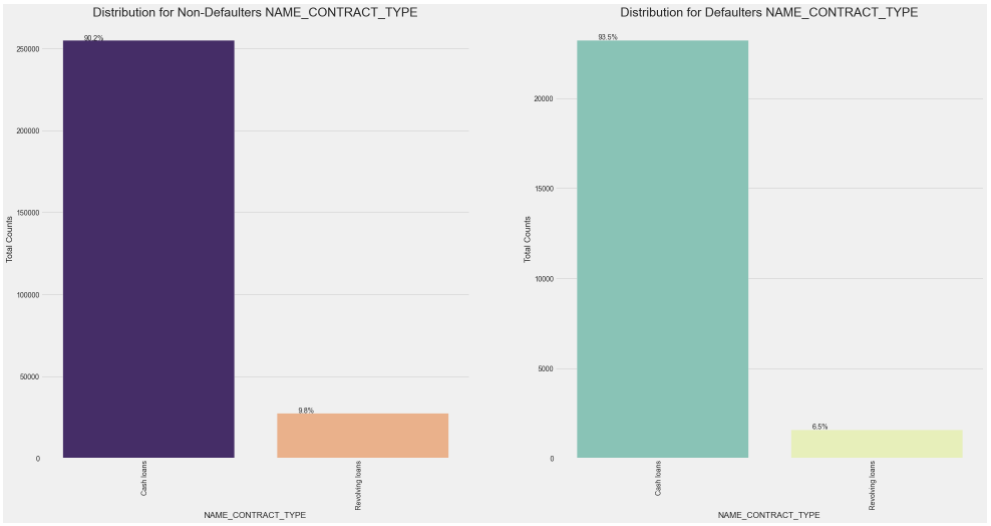 Distribution for Non-Defaulters NAME_CONTRACT_TYPE
90.2%
250000
200000
150000
100000
50000
0
Total Counts
9.8%
Cash loans
Revolving loans
NAME_CONTRACT_TYPE
Distribution for Defaulters NAME_CONTRACT_TYPE
93.5%
20000
15000
10000
5000
0
Total Counts
6.5%
Cash loans
Revolving loans
NAME_CONTRACT_TYPE